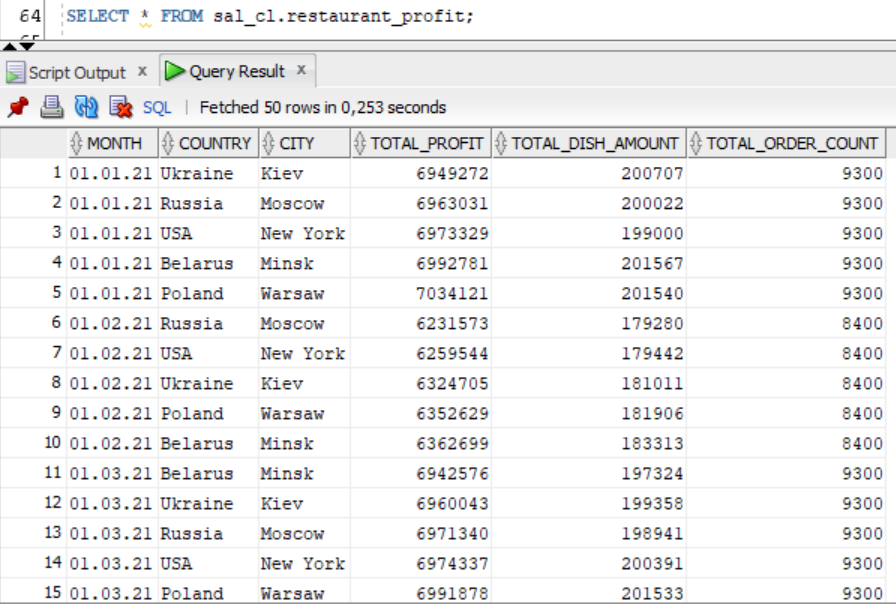 64 SELECT * FROM sal_cl.restaurant_profit;
Script Output x Query Result x
SQL | Fetched 50 rows in 0,253 seconds
MONTH COUNTRY CITY TOTAL_PROFIT TOTAL_DISH_AMOUNT TOTAL_ORDER_COUNT
1 01.01.21 Ukraine Kiev 6949272 200707 9300
2 01.01.21 Russia Moscow 6963031 200022 9300
3 01.01.21 USA New York 6973329 199000 9300
4 01.01.21 Belarus Minsk 6992781 201567 9300
5 01.01.21 Poland Warsaw 7034121 201540 9300
6 01.02.21 Russia Moscow 6231573 179280 8400
7 01.02.21 USA New York 6259544 179442 8400
8 01.02.21 Ukraine Kiev 6324705 181011 8400
9 01.02.21 Poland Warsaw 6352629 181906 8400
10 01.02.21 Belarus Minsk 6362699 183313 8400
11 01.03.21 Belarus Minsk 6942576 197324 9300
12 01.03.21 Ukraine Kiev 6960043 199358 9300
13 01.03.21 Russia Moscow 6971340 198941 9300
14 01.03.21 USA New York 6974337 200391 9300
15 01.03.21 Poland Warsaw 6991878 201533 9300